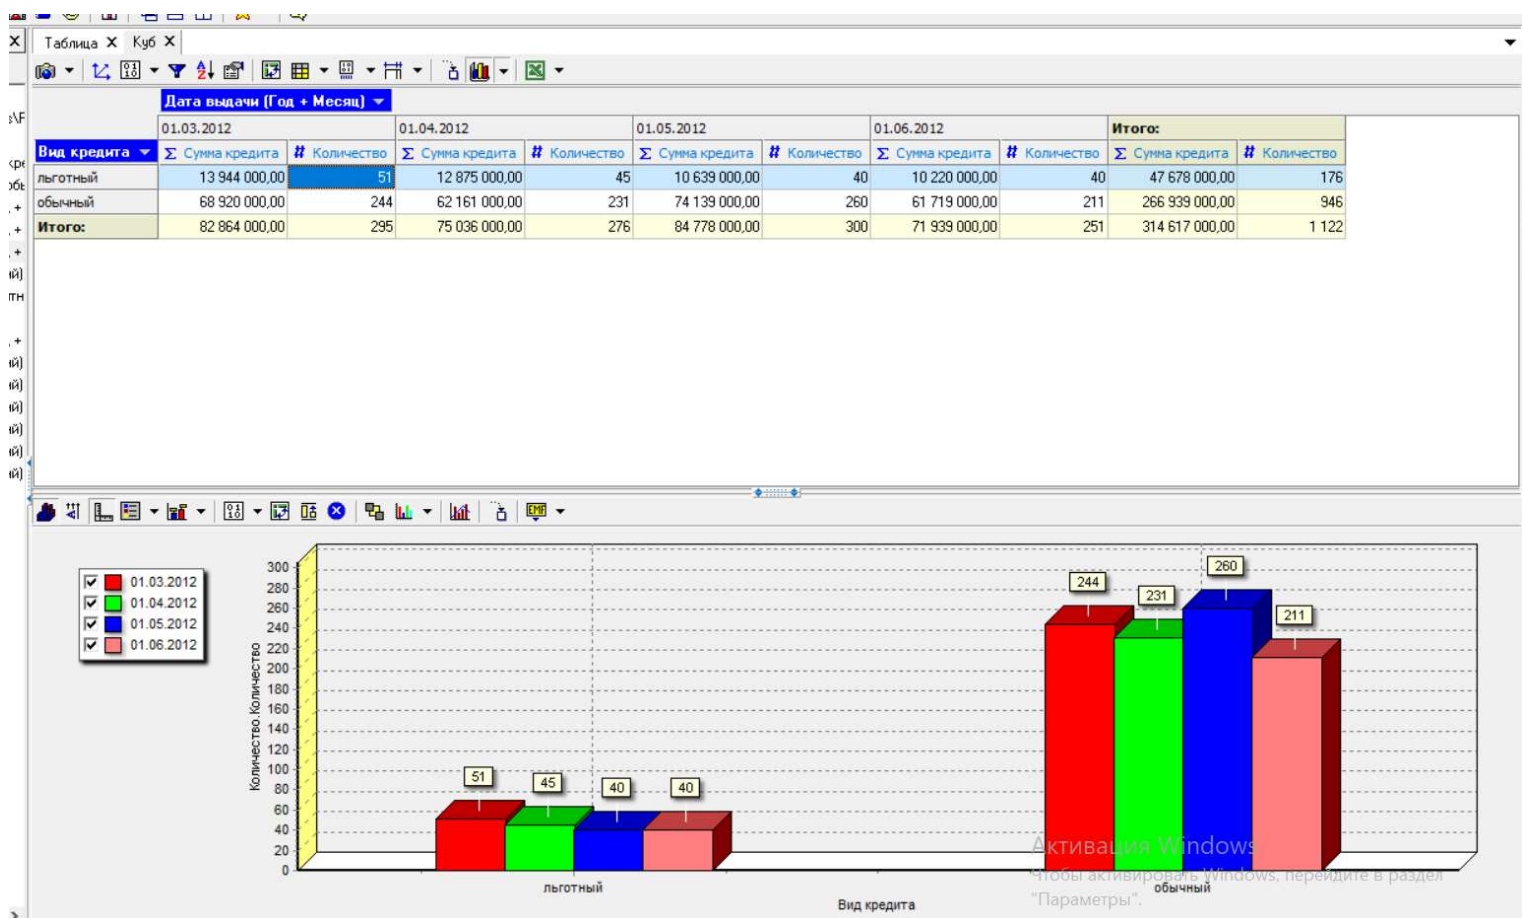 Таблица X Куб X
Дата выдачи (Год + Месяц)
01.03.2012 01.04.2012 01.05.2012 01.06.2012 Итого:
Вид кредита Σ Сумма кредита # Количество Σ Сумма кредита # Количество Σ Сумма кредита # Количество Σ Сумма кредита # Количество Σ Сумма кредита # Количество
льготный 13 944 000,00 51 12 875 000,00 45 10 639 000,00 40 10 220 000,00 40 47 678 000,00 176
обычный 68 920 000,00 244 62 161 000,00 231 74 139 000,00 260 61 719 000,00 211 266 939 000,00 946
Итого: 82 864 000,00 295 75 036 000,00 276 84 778 000,00 300 71 939 000,00 251 314 617 000,00 1 122
01.03.2012
01.04.2012
01.05.2012
01.06.2012
Количество.Количество
300
280
260
240
220
200
180
160
140
120
100
80
60
40
20
0
51 45 40 40
244 231 260 211
льготный обычный
Вид кредита
Активация Windows
Чтобы активировать Windows, перейдите в раздел
"Параметры".